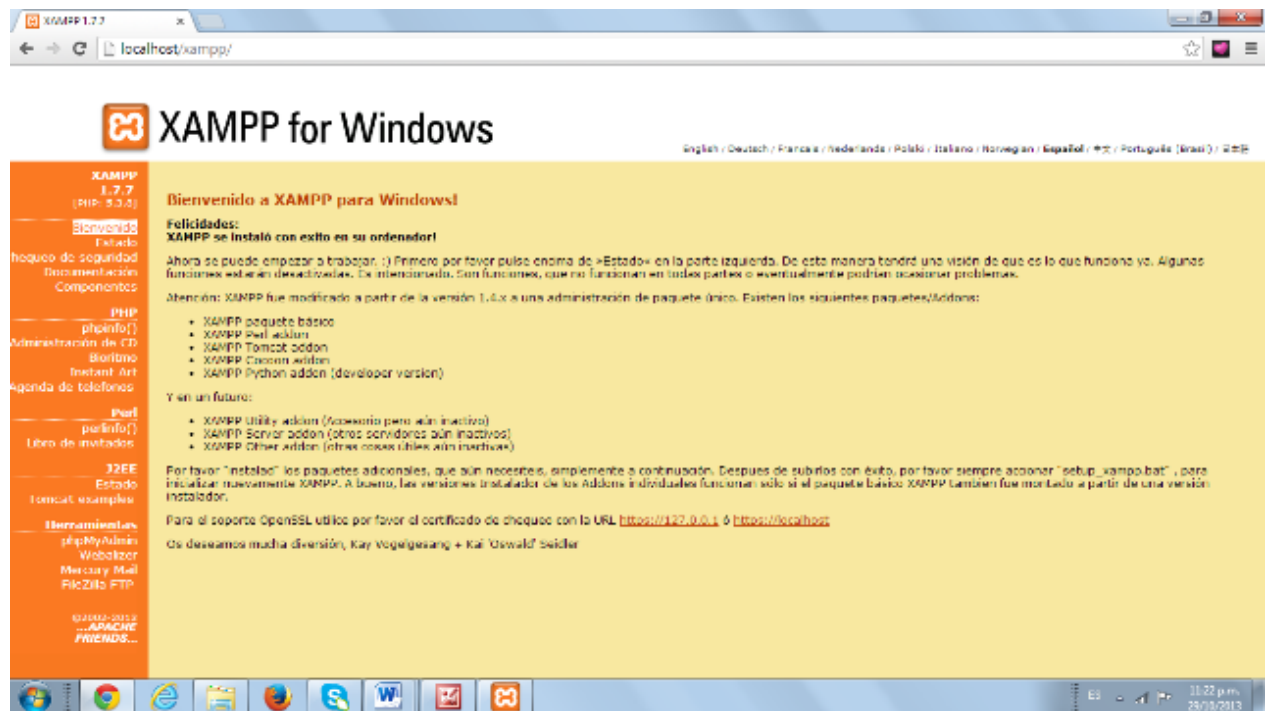 XAMPP 1.7.7
localhost/xampp/
XAMPP for Windows
English / Deutsch / Francais / Nederlands / Polski / Italiano / Norwegian / Español / 中文 / Português (Brasil) / 日本語
XAMPP
1.7.7
[PHP: 5.3.8]
Bienvenido
Estado
hequeo de seguridad
Documentación
Componentes
PHP
phpinfo()
Administración de CD
Bioritmo
Instant Art
Agenda de telefonos
Perl
perlinfo()
Libro de invitados
J2EE
Estado
Tomcat examples
Herramientas
phpMyAdmin
Webalizer
Mercury Mail
FileZilla FTP
©2002-2013
...APACHE
FRIENDS...
Bienvenido a XAMPP para Windows!
Felicidades:
XAMPP se instaló con exito en su ordenador!
Ahora se puede empezar a trabajar. :) Primero por favor pulse encima de »Estado« en la parte izquierda. De esta manera tendrá una visión de que es lo que funciona ya. Algunas
funciones estarán desactivadas. Es intencionado. Son funciones, que no funcionan en todas partes o eventualmente podrían ocasionar problemas.
Atención: XAMPP fue modificado a partir de la versión 1.4.x a una administración de paquete único. Existen los siguientes paquetes/Addons:
• XAMPP paquete básico
• XAMPP Perl addon
• XAMPP Tomcat addon
• XAMPP Cocoon addon
• XAMPP Python addon (developer version)
Y en un futuro:
• XAMPP Utility addon (Accesorio pero aún inactivo)
• XAMPP Server addon (otros servidores aún inactivos)
• XAMPP Other addon (otras cosas útiles aún inactivas)
Por favor "instalad" los paquetes adicionales, que aún necesiteis, simplemente a continuación. Despues de subirlos con éxito, por favor siempre accionar "setup_xampp.bat" , para
inicializar nuevamente XAMPP. A bueno, las versiones Instalador de los Addons individuales funcionan sólo si el paquete básico XAMPP tambien fue montado a partir de una versión
instalador.
Para el soporte OpenSSL utilice por favor el certificado de chequeo con la URL https://127.0.0.1 ó https://localhost
Os deseamos mucha diversión, Kay Vogelgesang + Kai 'Oswald' Seidler
ES
11:22 p.m.
29/10/2013